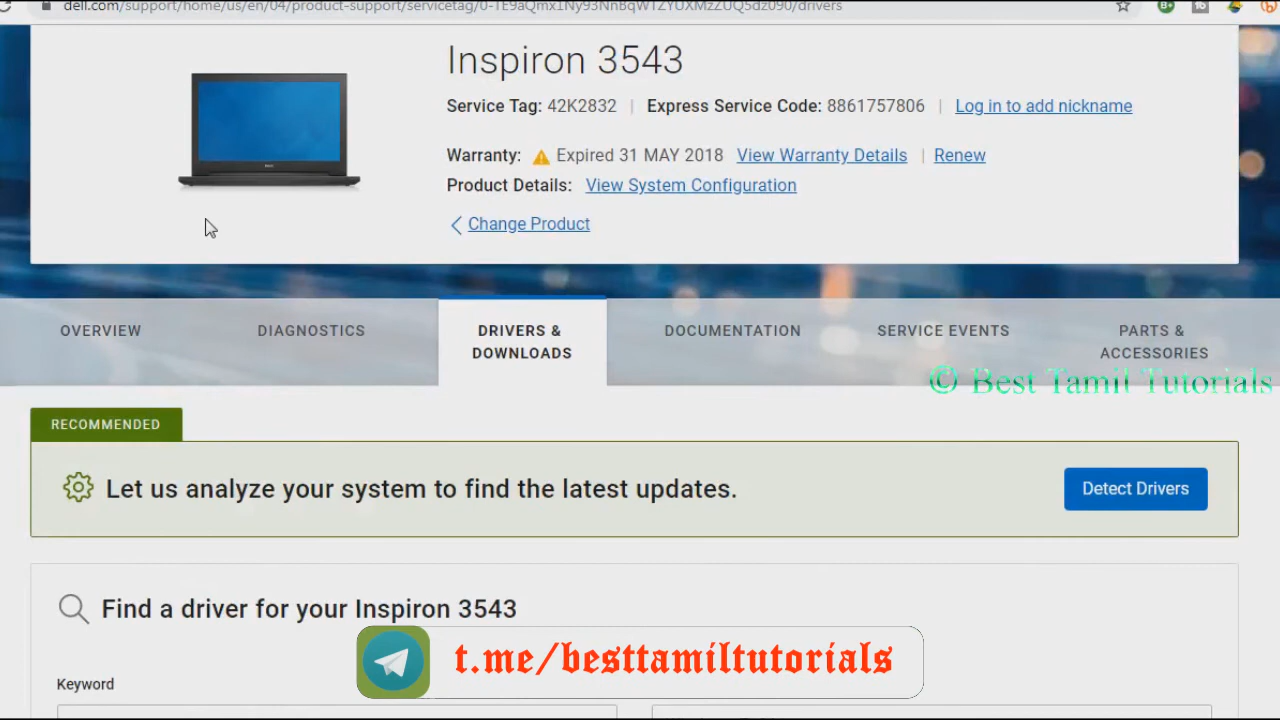 dell.com/support/home/us/en/04/product-support/servicetag/0-TE9aQmx1Ny93NnBqWTZYUXMzZUQ5dz090/drivers
Inspiron 3543
Service Tag: 42K2832 | Express Service Code: 8861757806 | Log in to add nickname
Warranty: Expired 31 MAY 2018 View Warranty Details | Renew
Product Details: View System Configuration
Change Product
OVERVIEW
DIAGNOSTICS
DRIVERS &
DOWNLOADS
DOCUMENTATION
SERVICE EVENTS
PARTS &
ACCESSORIES
© Best Tamil Tutorials
RECOMMENDED
Let us analyze your system to find the latest updates.
Detect Drivers
Find a driver for your Inspiron 3543
t.me/besttamiltutorials
Keyword